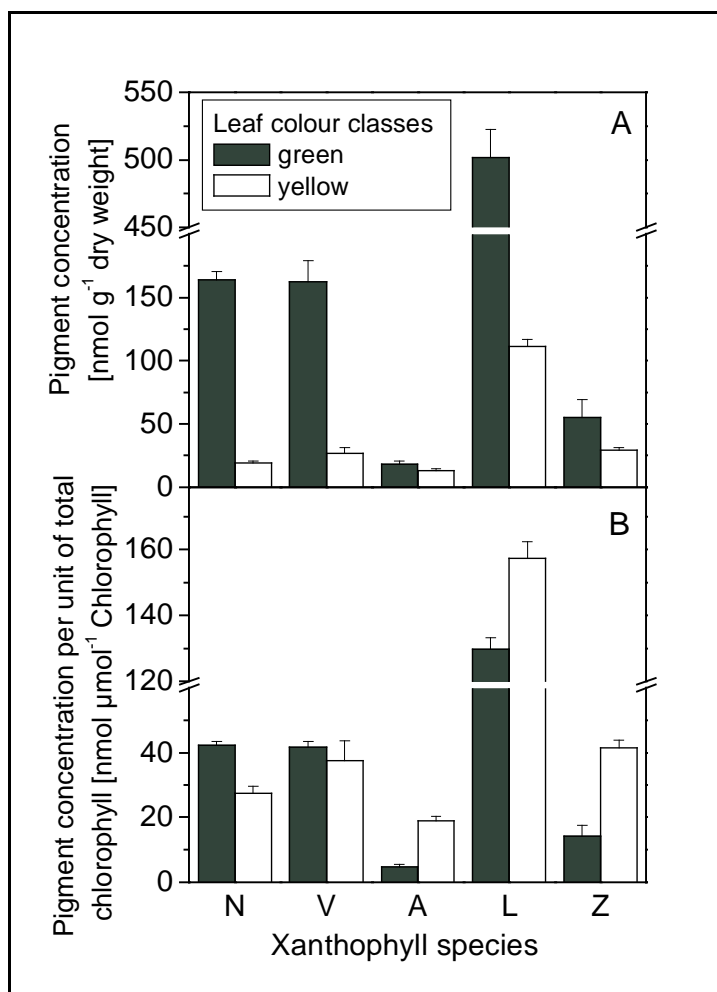 Pigment concentration
[nmol g⁻¹ dry weight]
550
500
450
150
100
50
0
Leaf colour classes
green
yellow
A
Pigment concentration per unit of total
chlorophyll [nmol µmol⁻¹ Chlorophyll]
160
140
120
40
20
0
B
N V A L Z
Xanthophyll species